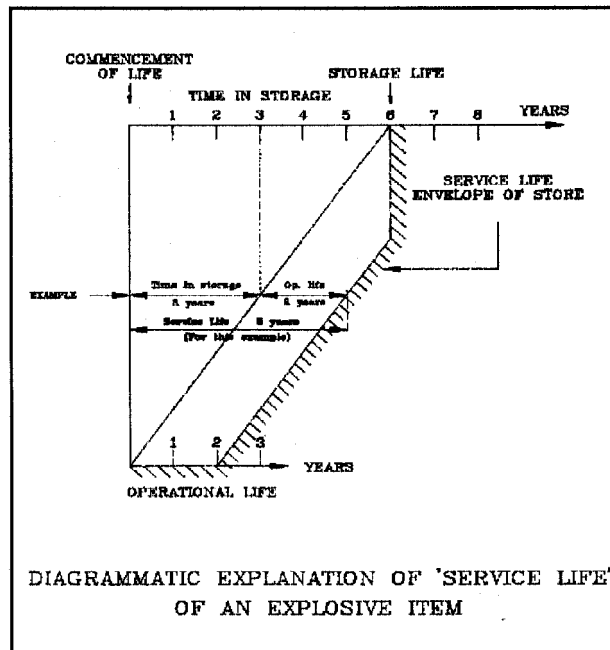 COMMENCEMENT
OF LIFE
STORAGE LIFE
TIME IN STORAGE
1 2 3 4 5 6 7 8 YEARS
SERVICE LIFE
ENVELOPE OF STORE
EXAMPLE
Time in storage
years
Op. life
2 years
Service Life 5 years
(For this example)
1 2 3
YEARS
OPERATIONAL LIFE
DIAGRAMMATIC EXPLANATION OF 'SERVICE LIFE'
OF AN EXPLOSIVE ITEM